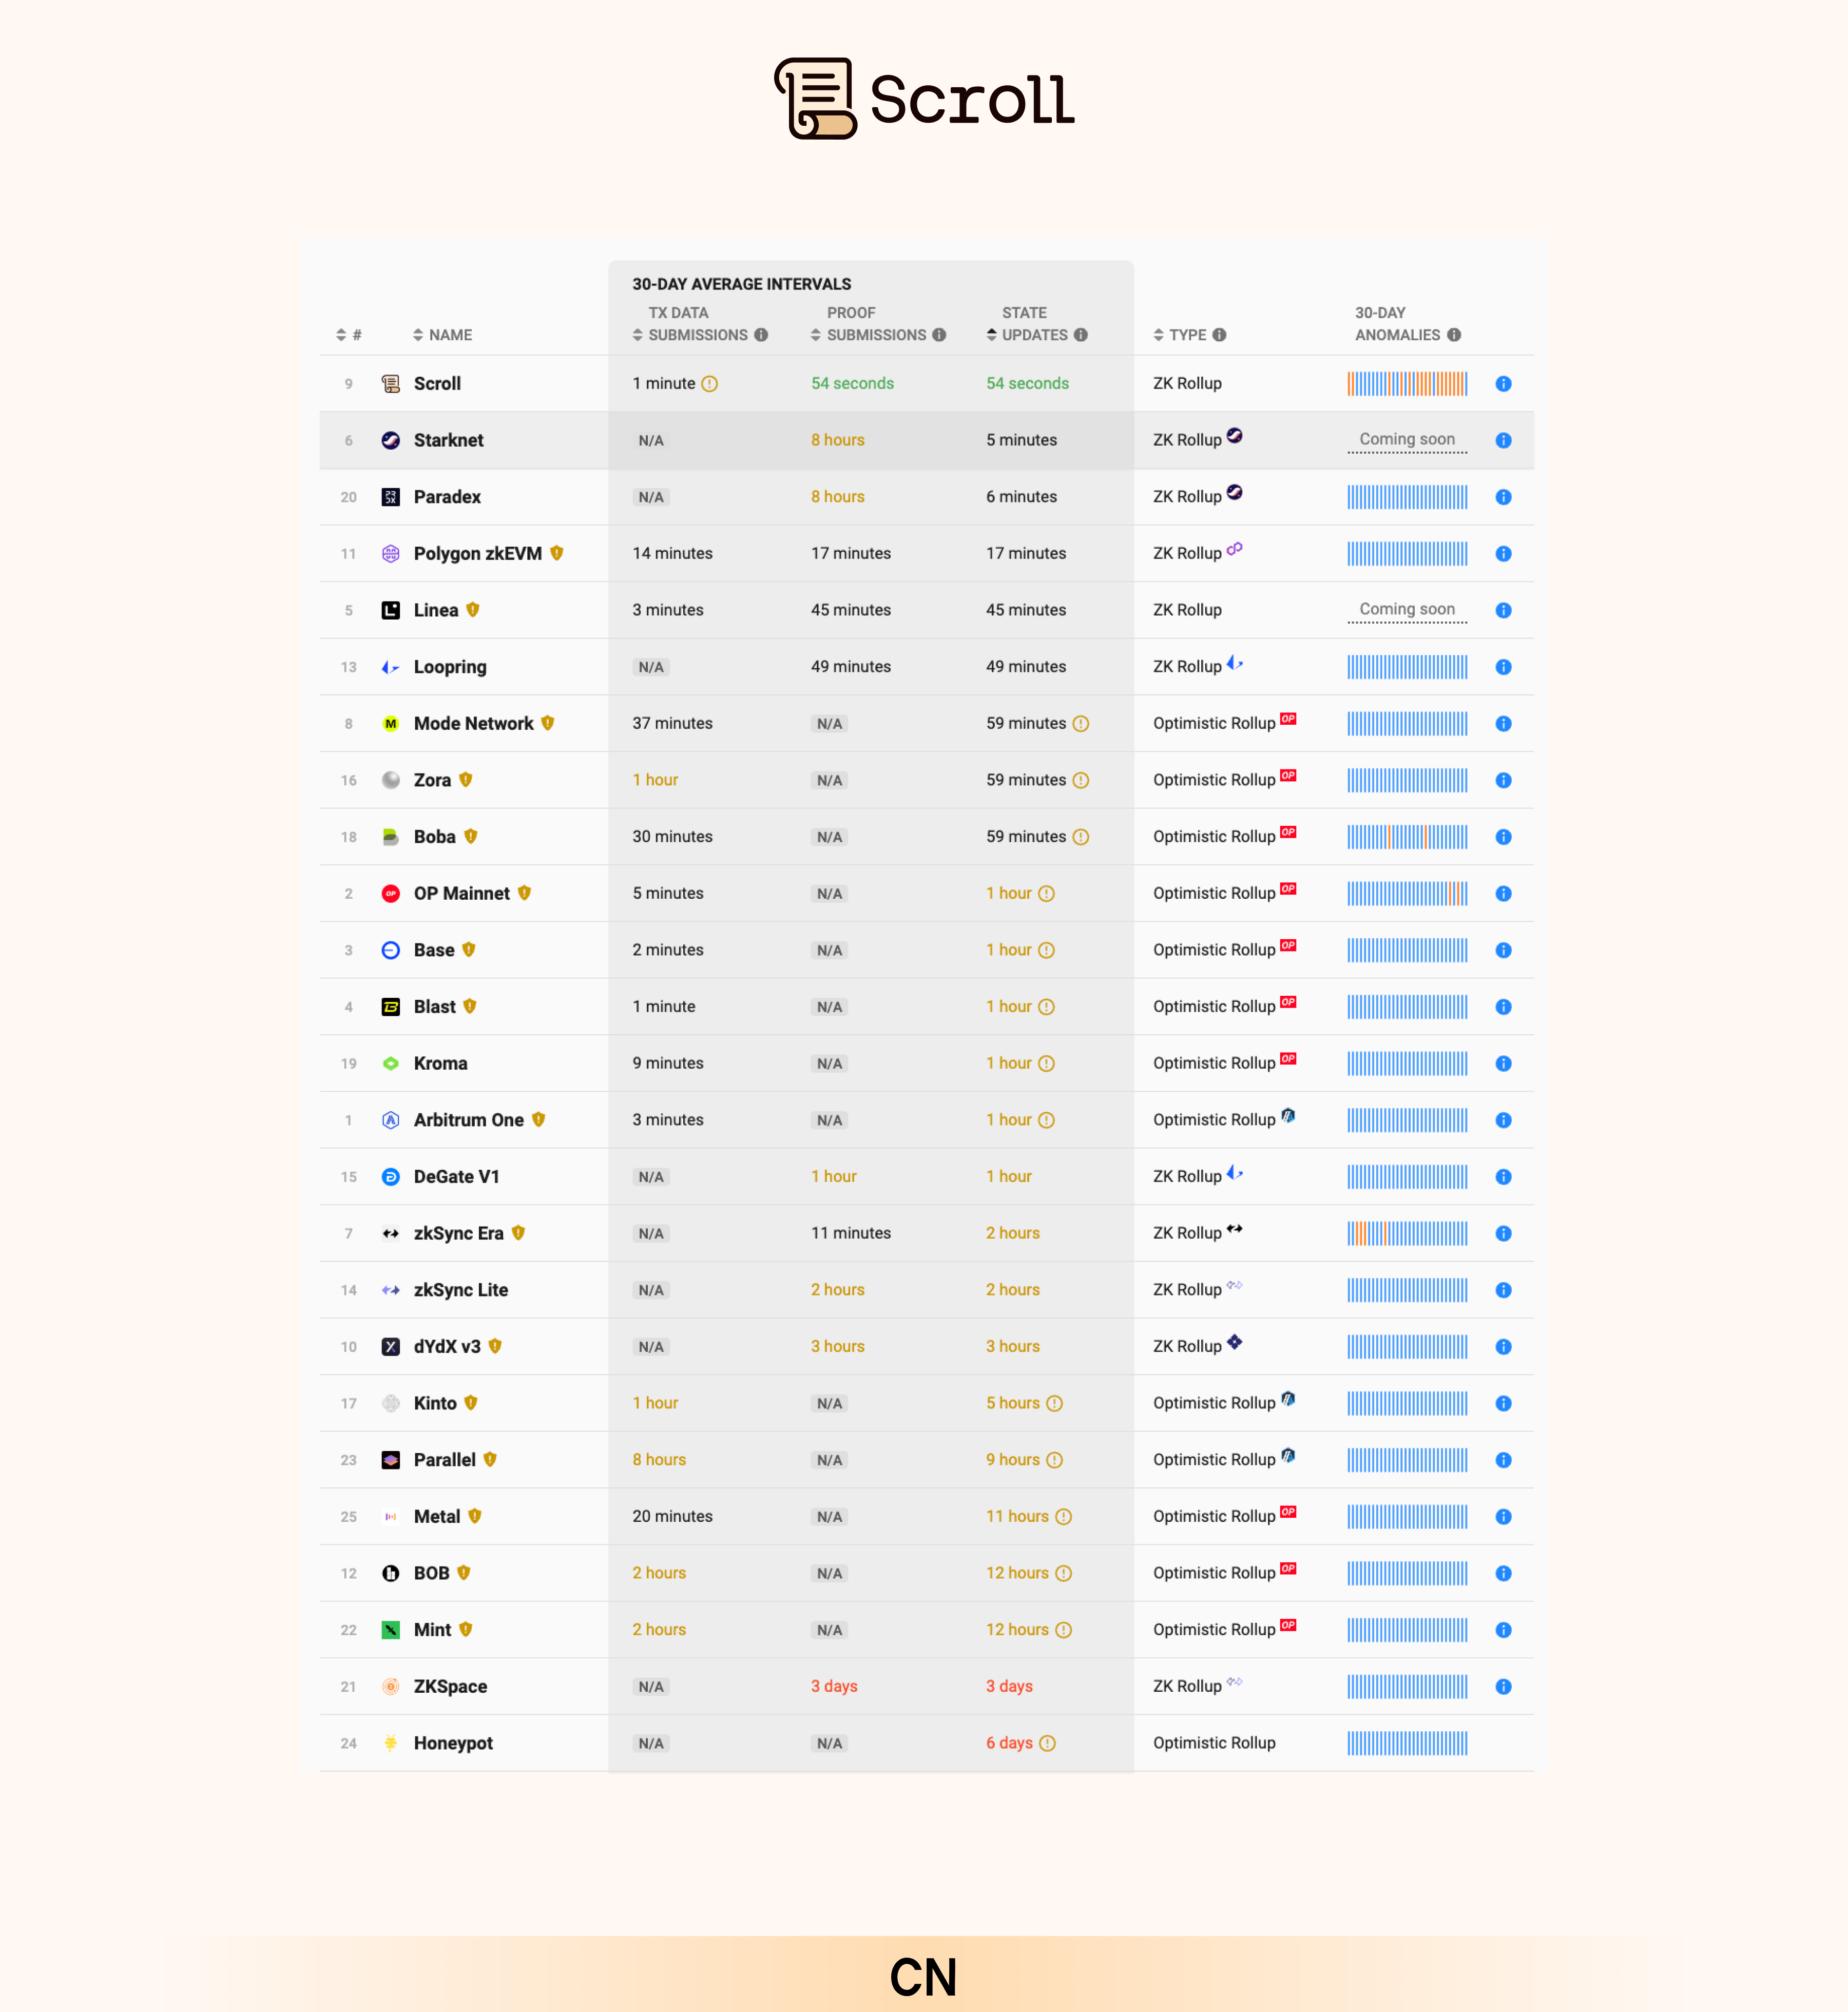 Scroll
30-DAY AVERAGE INTERVALS
# NAME TX DATA SUBMISSIONS PROOF SUBMISSIONS STATE UPDATES TYPE 30-DAY ANOMALIES
9 Scroll 1 minute 54 seconds 54 seconds ZK Rollup
6 Starknet N/A 8 hours 5 minutes ZK Rollup Coming soon
20 Paradex N/A 8 hours 6 minutes ZK Rollup
11 Polygon zkEVM 14 minutes 17 minutes 17 minutes ZK Rollup
5 Linea 3 minutes 45 minutes 45 minutes ZK Rollup Coming soon
13 Loopring N/A 49 minutes 49 minutes ZK Rollup
8 Mode Network 37 minutes N/A 59 minutes Optimistic Rollup OP
16 Zora 1 hour N/A 59 minutes Optimistic Rollup OP
18 Boba 30 minutes N/A 59 minutes Optimistic Rollup OP
2 OP Mainnet 5 minutes N/A 1 hour Optimistic Rollup OP
3 Base 2 minutes N/A 1 hour Optimistic Rollup OP
4 Blast 1 minute N/A 1 hour Optimistic Rollup OP
19 Kroma 9 minutes N/A 1 hour Optimistic Rollup OP
1 Arbitrum One 3 minutes N/A 1 hour Optimistic Rollup
15 DeGate V1 N/A 1 hour 1 hour ZK Rollup
7 zkSync Era N/A 11 minutes 2 hours ZK Rollup
14 zkSync Lite N/A 2 hours 2 hours ZK Rollup
10 dYdX v3 N/A 3 hours 3 hours ZK Rollup
17 Kinto 1 hour N/A 5 hours Optimistic Rollup
23 Parallel 8 hours N/A 9 hours Optimistic Rollup
25 Metal 20 minutes N/A 11 hours Optimistic Rollup OP
12 BOB 2 hours N/A 12 hours Optimistic Rollup OP
22 Mint 2 hours N/A 12 hours Optimistic Rollup OP
21 ZKSpace N/A 3 days 3 days ZK Rollup
24 Honeypot N/A N/A 6 days Optimistic Rollup
CN